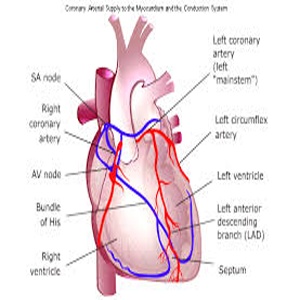 Coronary Arterial Supply to the Myocardium and the Conduction System
Left coronary
artery
(left
"mainstem")
SA node
Right
coronary
artery
Left circumflex
artery
AV node
Left ventricle
Bundle
of His
Left anterior
descending
branch (LAD)
Right
ventricle
Septum